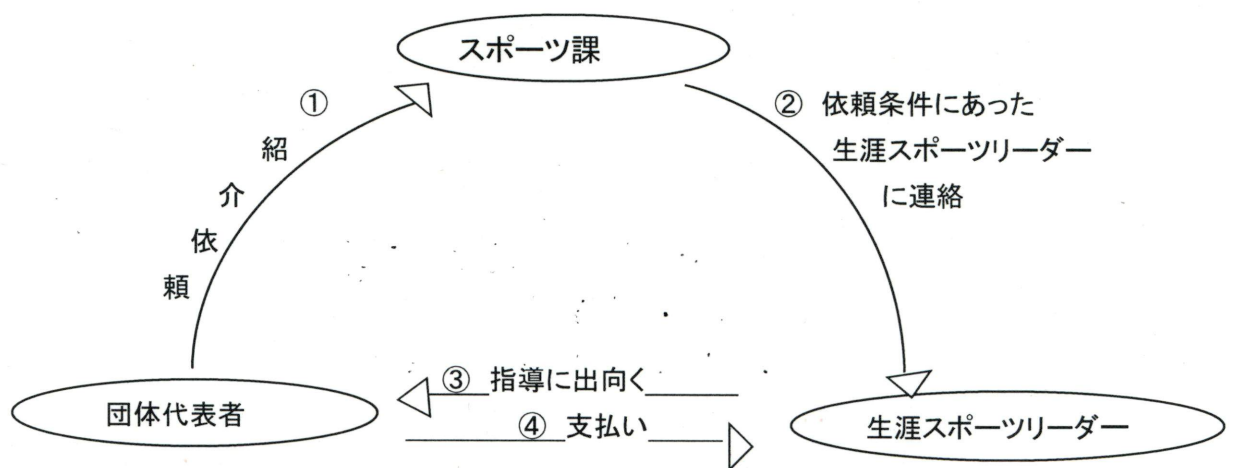 スポーツ課
①
紹介依頼
② 依頼条件にあった
生涯スポーツリーダー
に連絡
③ 指導に出向く
④ 支払い
団体代表者
生涯スポーツリーダー